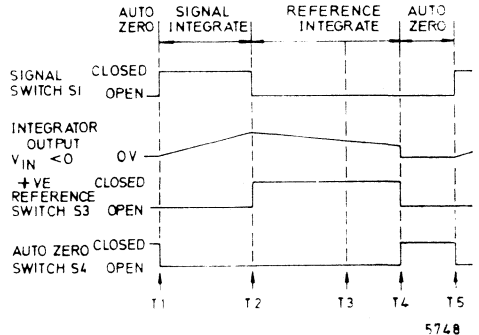 AUTO ZERO
SIGNAL INTEGRATE
REFERENCE INTEGRATE
AUTO ZERO
SIGNAL SWITCH S1
CLOSED
OPEN
INTEGRATOR OUTPUT
VIN <0
0V
+VE REFERENCE SWITCH S3
CLOSED
OPEN
AUTO ZERO SWITCH S4
CLOSED
OPEN
T1 T2 T3 T4 T5
5748